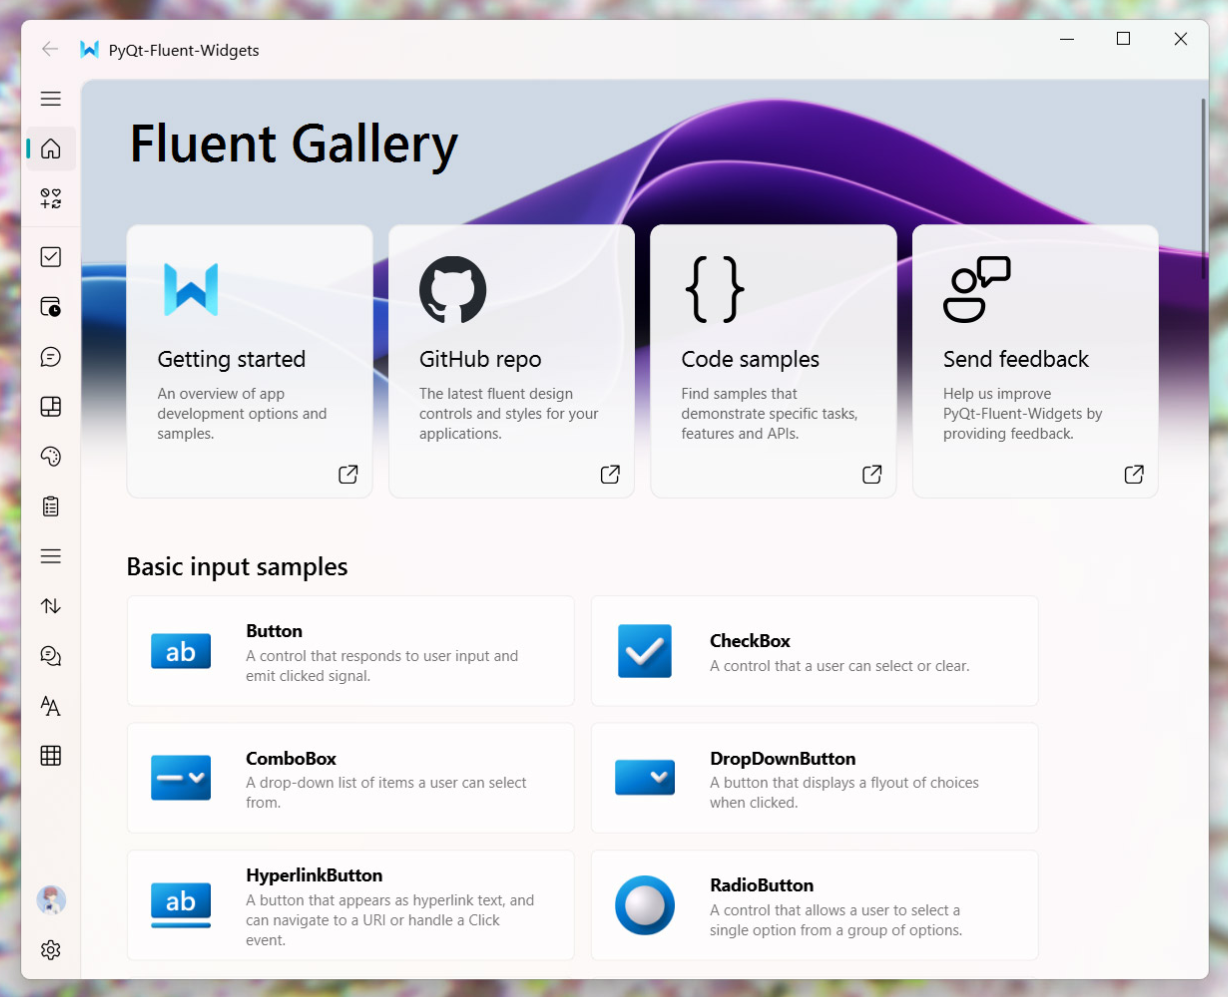 PyQt-Fluent-Widgets
Fluent Gallery
Getting started
An overview of app
development options and
samples.
GitHub repo
The latest fluent design
controls and styles for your
applications.
Code samples
Find samples that
demonstrate specific tasks,
features and APIs.
Send feedback
Help us improve
PyQt-Fluent-Widgets by
providing feedback.
Basic input samples
ab
Button
A control that responds to user input and
emit clicked signal.
CheckBox
A control that a user can select or clear.
ComboBox
A drop-down list of items a user can select
from.
DropDownButton
A button that displays a flyout of choices
when clicked.
ab
HyperlinkButton
A button that appears as hyperlink text, and
can navigate to a URI or handle a Click
event.
RadioButton
A control that allows a user to select a
single option from a group of options.